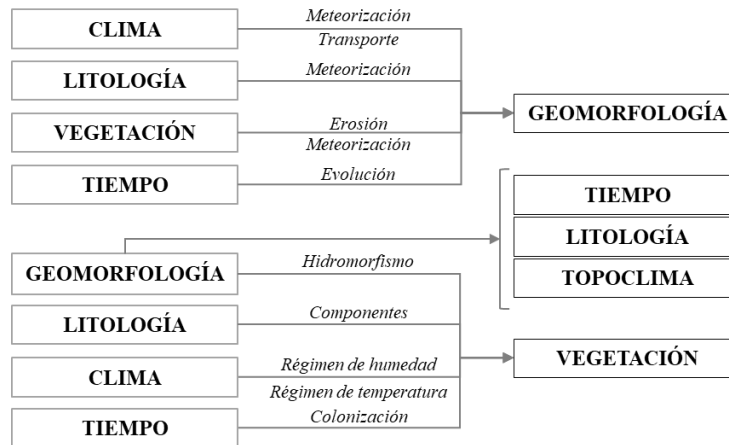 CLIMA
Meteorización
Transporte
LITOLOGÍA
Meteorización
VEGETACIÓN
Erosión
Meteorización
TIEMPO
Evolución
GEOMORFOLOGÍA
TIEMPO
LITOLOGÍA
TOPOCLIMA
GEOMORFOLOGÍA
Hidromorfismo
LITOLOGÍA
Componentes
CLIMA
Régimen de humedad
Régimen de temperatura
TIEMPO
Colonización
VEGETACIÓN